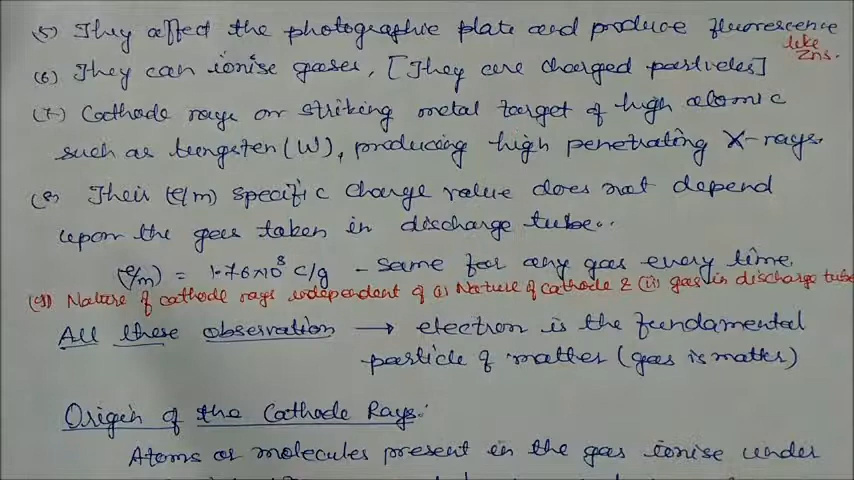 (5) They affect the photographic plate and produce fluorescence
like
ZnS.
(6) They can ionise gases, [They are charged particles]
(7) Cathode rays on striking metal target of high atomic
such as tungsten (W), producing high penetrating X-rays.
(8) Their (e/m) specific charge value does not depend
upon the gas taken in discharge tube..
(e/m) = 1.76×10⁸ C/g - same for any gas every time.
(9) Nature of cathode rays independent of (i) Nature of cathode & (ii) gas in discharge tube
All these observation → electron is the fundamental
particle of matter (gas is matter)
Origin of the Cathode Rays:
Atoms or molecules present in the gas ionise under